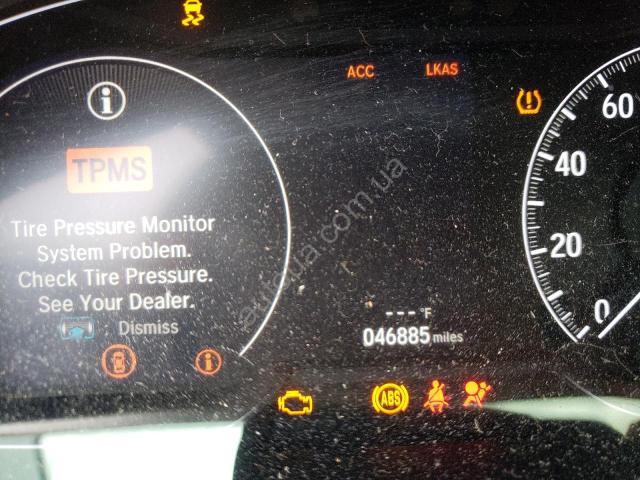 ACC LKAS
TPMS
Tire Pressure Monitor
System Problem.
Check Tire Pressure.
See Your Dealer.
Dismiss
60
40
20
0
---°F
046885 miles
ABS
autobid.com.ua